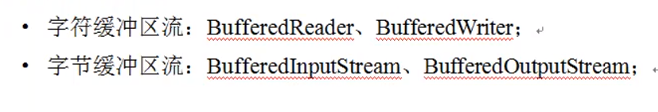 • 字符缓冲区流：BufferedReader、BufferedWriter；
• 字节缓冲区流：BufferedInputStream、BufferedOutputStream；